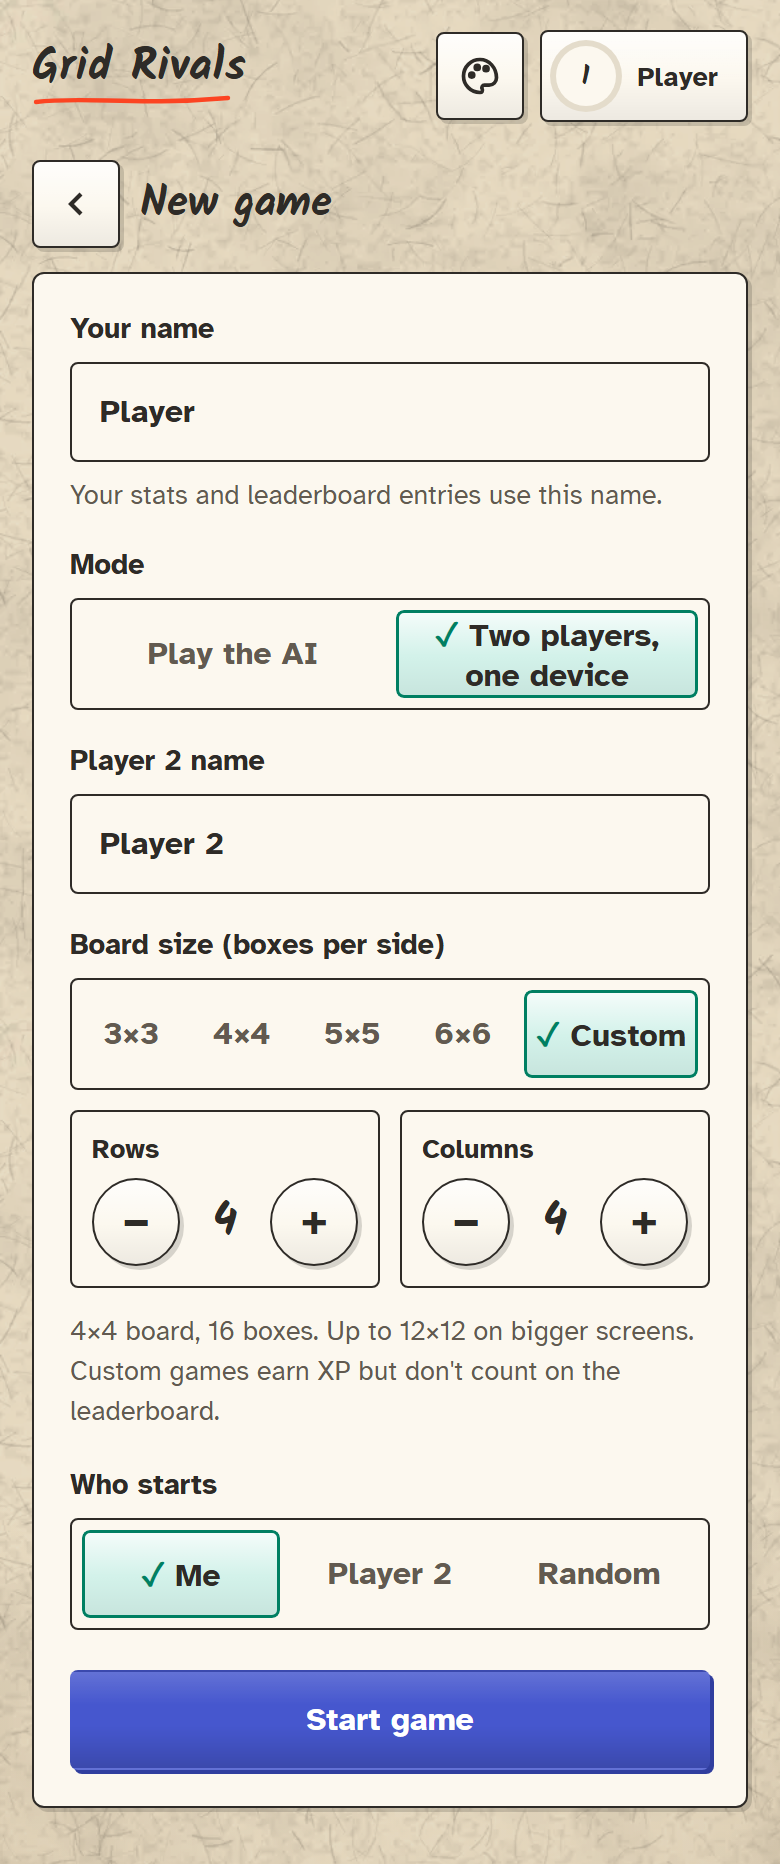 Grid Rivals
1
Player
New game
Your name
Player
Your stats and leaderboard entries use this name.
Mode
Play the AI
✓ Two players,
one device
Player 2 name
Player 2
Board size (boxes per side)
3×3 4×4 5×5 6×6 ✓ Custom
Rows
− 4 +
Columns
− 4 +
4×4 board, 16 boxes. Up to 12×12 on bigger screens.
Custom games earn XP but don't count on the
leaderboard.
Who starts
✓ Me Player 2 Random
Start game